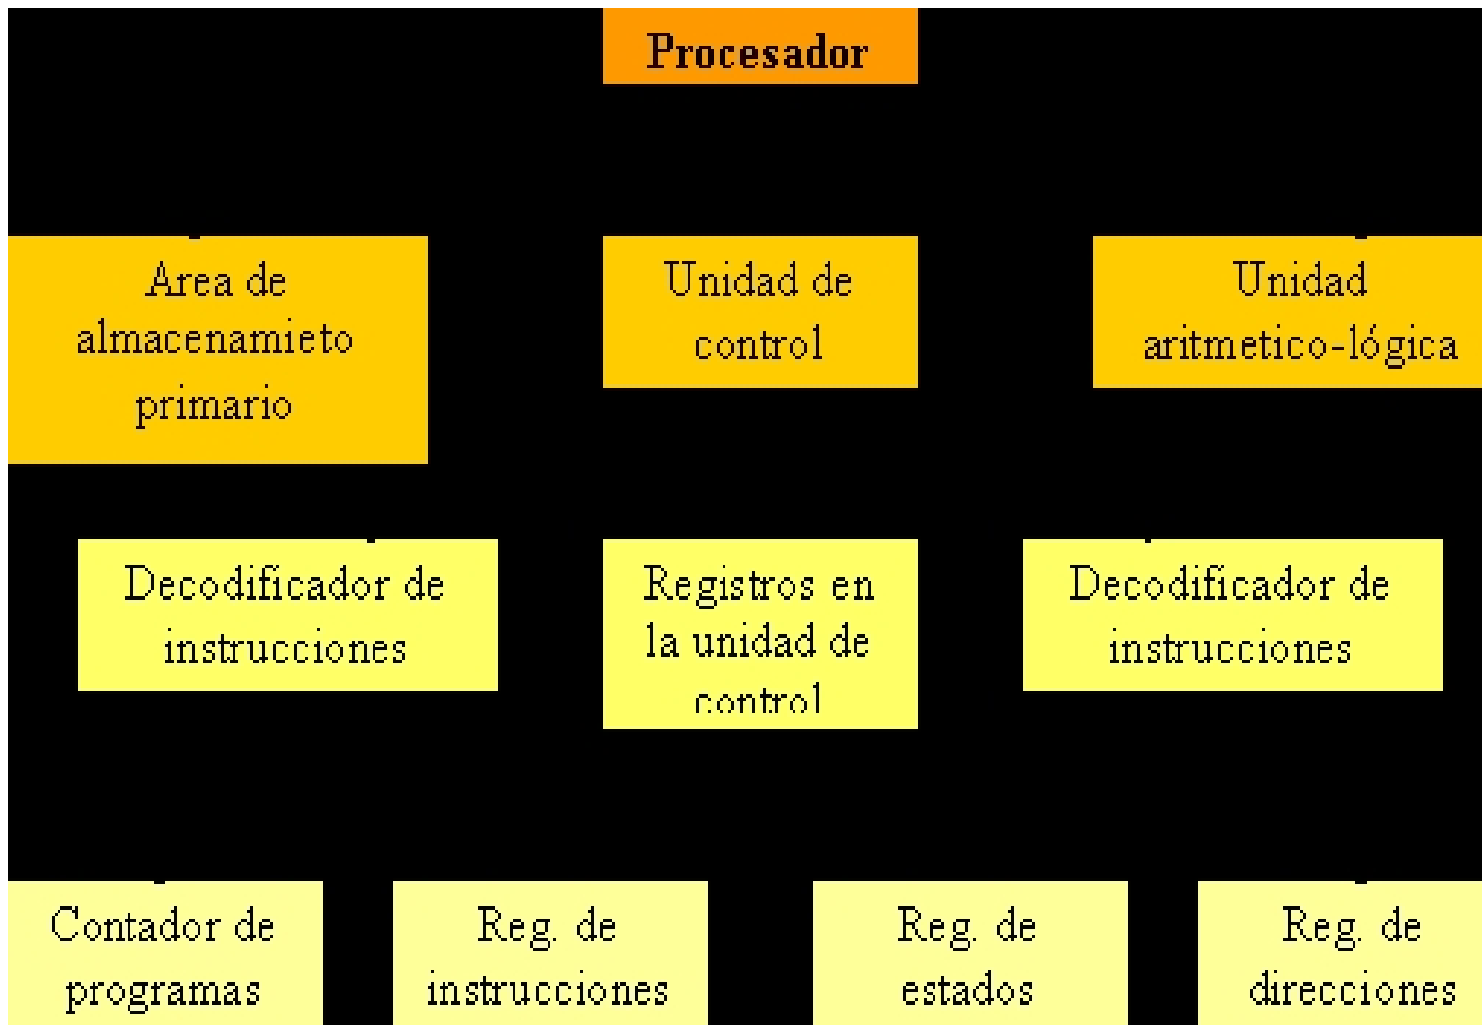 Procesador
Area de
almacenamieto
primario
Unidad de
control
Unidad
aritmetico-lógica
Decodificador de
instrucciones
Registros en
la unidad de
control
Decodificador de
instrucciones
Contador de
programas
Reg. de
instrucciones
Reg. de
estados
Reg. de
direcciones